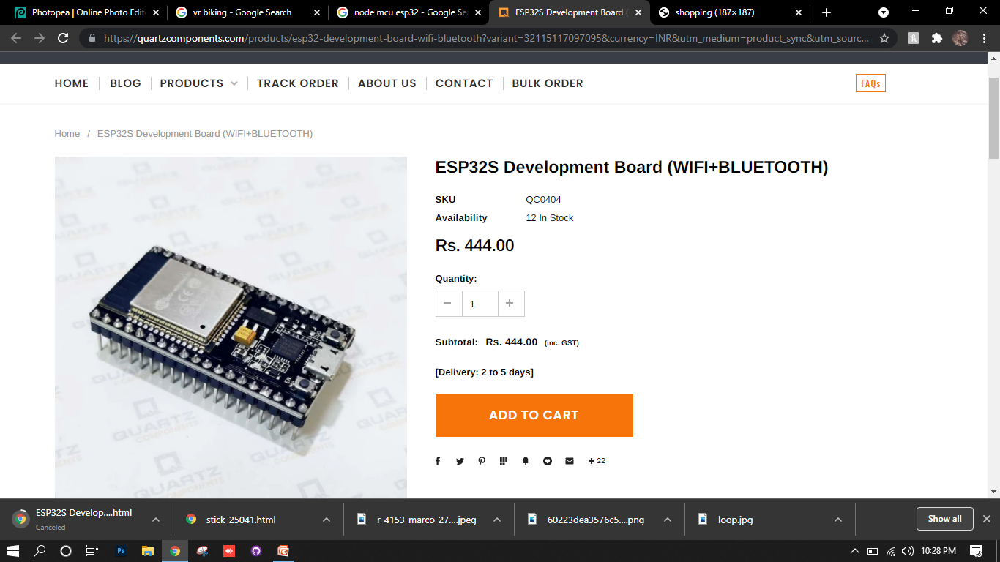 Photopea | Online Photo Edit
vr biking - Google Search
node mcu esp32 - Google Se
ESP32S Development Board (
shopping (187×187)
https://quartzcomponents.com/products/esp32-development-board-wifi-bluetooth?variant=32115117097095&currency=INR&utm_medium=product_sync&utm_sourc...
HOME
BLOG
PRODUCTS
TRACK ORDER
ABOUT US
CONTACT
BULK ORDER
FAQs
Home / ESP32S Development Board (WIFI+BLUETOOTH)
QUARTZ
COMPONENTS
ESP32S Development Board (WIFI+BLUETOOTH)
SKU QC0404
Availability 12 In Stock
Rs. 444.00
Quantity:
1
Subtotal: Rs. 444.00 (inc. GST)
[Delivery: 2 to 5 days]
ADD TO CART
22
ESP32S Develop....html
Canceled
stick-25041.html
r-4153-marco-27....jpeg
60223dea3576c5....png
loop.jpg
Show all
Ps
10:28 PM